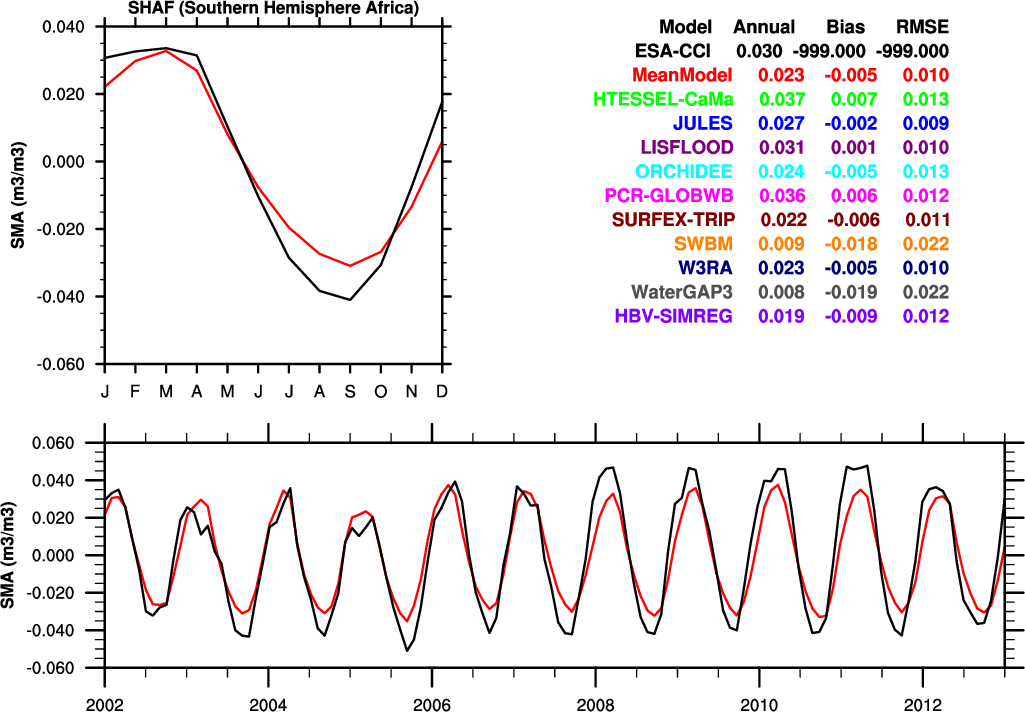 SHAF (Southern Hemisphere Africa)
0.040
0.020
0.000
-0.020
-0.040
-0.060
SMA (m3/m3)
J F M A M J J A S O N D
Model Annual Bias RMSE
ESA-CCI 0.030 -999.000 -999.000
MeanModel 0.023 -0.005 0.010
HTESSEL-CaMa 0.037 0.007 0.013
JULES 0.027 -0.002 0.009
LISFLOOD 0.031 0.001 0.010
ORCHIDEE 0.024 -0.005 0.013
PCR-GLOBWB 0.036 0.006 0.012
SURFEX-TRIP 0.022 -0.006 0.011
SWBM 0.009 -0.018 0.022
W3RA 0.023 -0.005 0.010
WaterGAP3 0.008 -0.019 0.022
HBV-SIMREG 0.019 -0.009 0.012
0.060
0.040
0.020
0.000
-0.020
-0.040
-0.060
SMA (m3/m3)
2002 2004 2006 2008 2010 2012